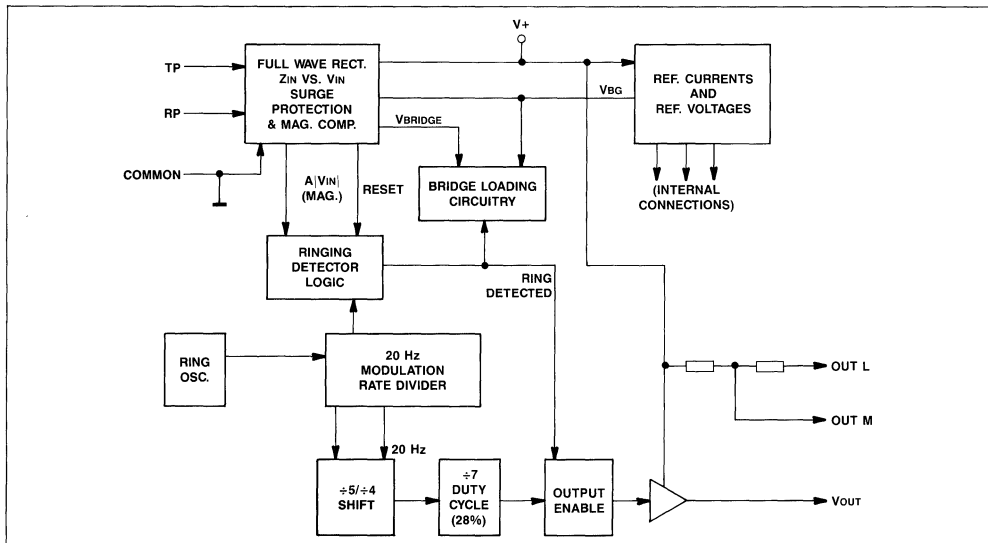 V+
TP
RP
COMMON
FULL WAVE RECT.
ZIN VS. VIN
SURGE
PROTECTION
& MAG. COMP.
VBG
REF. CURRENTS
AND
REF. VOLTAGES
VBRIDGE
A|VIN|
(MAG.)
RESET
BRIDGE LOADING
CIRCUITRY
(INTERNAL
CONNECTIONS)
RINGING
DETECTOR
LOGIC
RING
DETECTED
RING
OSC.
20 Hz
MODULATION
RATE DIVIDER
OUT L
OUT M
20 Hz
÷5/÷4
SHIFT
÷7
DUTY
CYCLE
(28%)
OUTPUT
ENABLE
VOUT